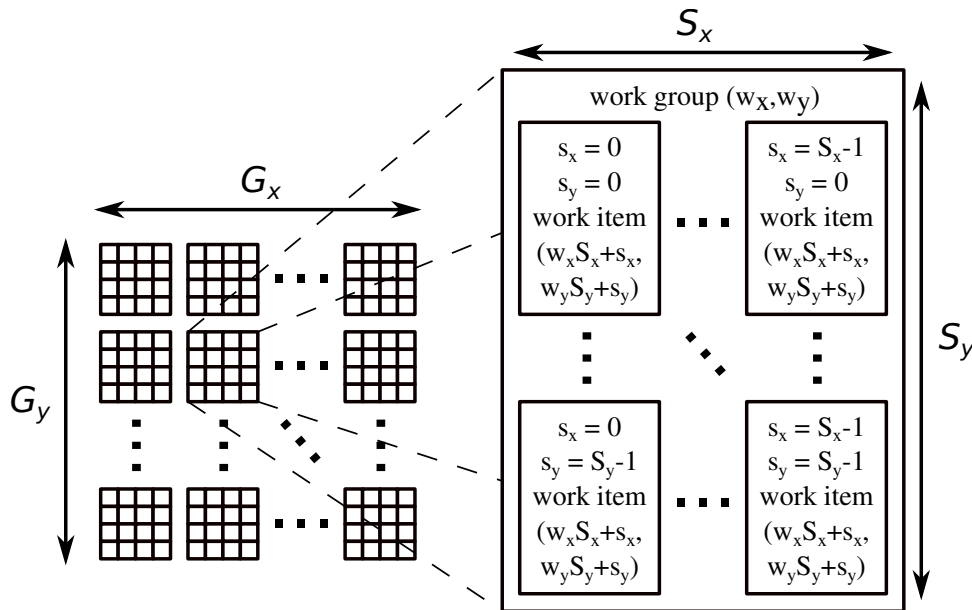 S_x
work group (w_x,w_y)
G_x
G_y
S_y
s_x = 0
s_y = 0
work item
(w_xS_x+s_x,
w_yS_y+s_y)
s_x = S_x-1
s_y = 0
work item
(w_xS_x+s_x,
w_yS_y+s_y)
s_x = 0
s_y = S_y-1
work item
(w_xS_x+s_x,
w_yS_y+s_y)
s_x = S_x-1
s_y = S_y-1
work item
(w_xS_x+s_x,
w_yS_y+s_y)